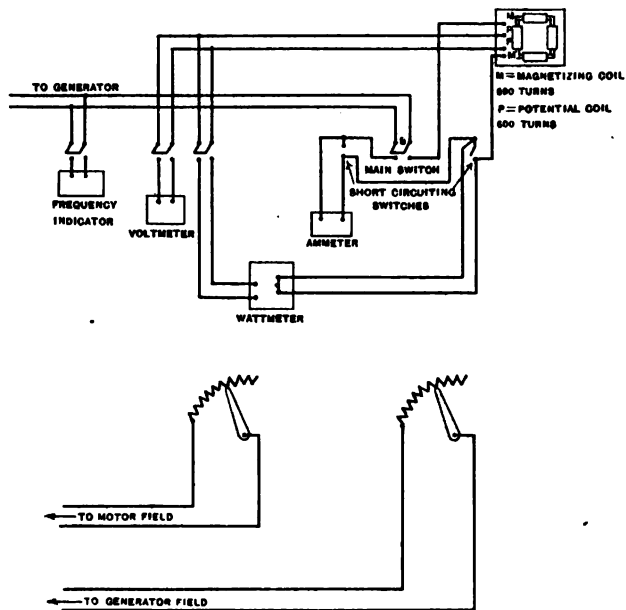 M
P
P
M
TO GENERATOR
M = MAGNETIZING COIL
TURNS
P = POTENTIAL COIL
600 TURNS
b
MAIN SWITCH
SHORT CIRCUITING
SWITCHES
FREQUENCY
INDICATOR
VOLTMETER
AMMETER
WATTMETER
TO MOTOR FIELD
TO GENERATOR FIELD